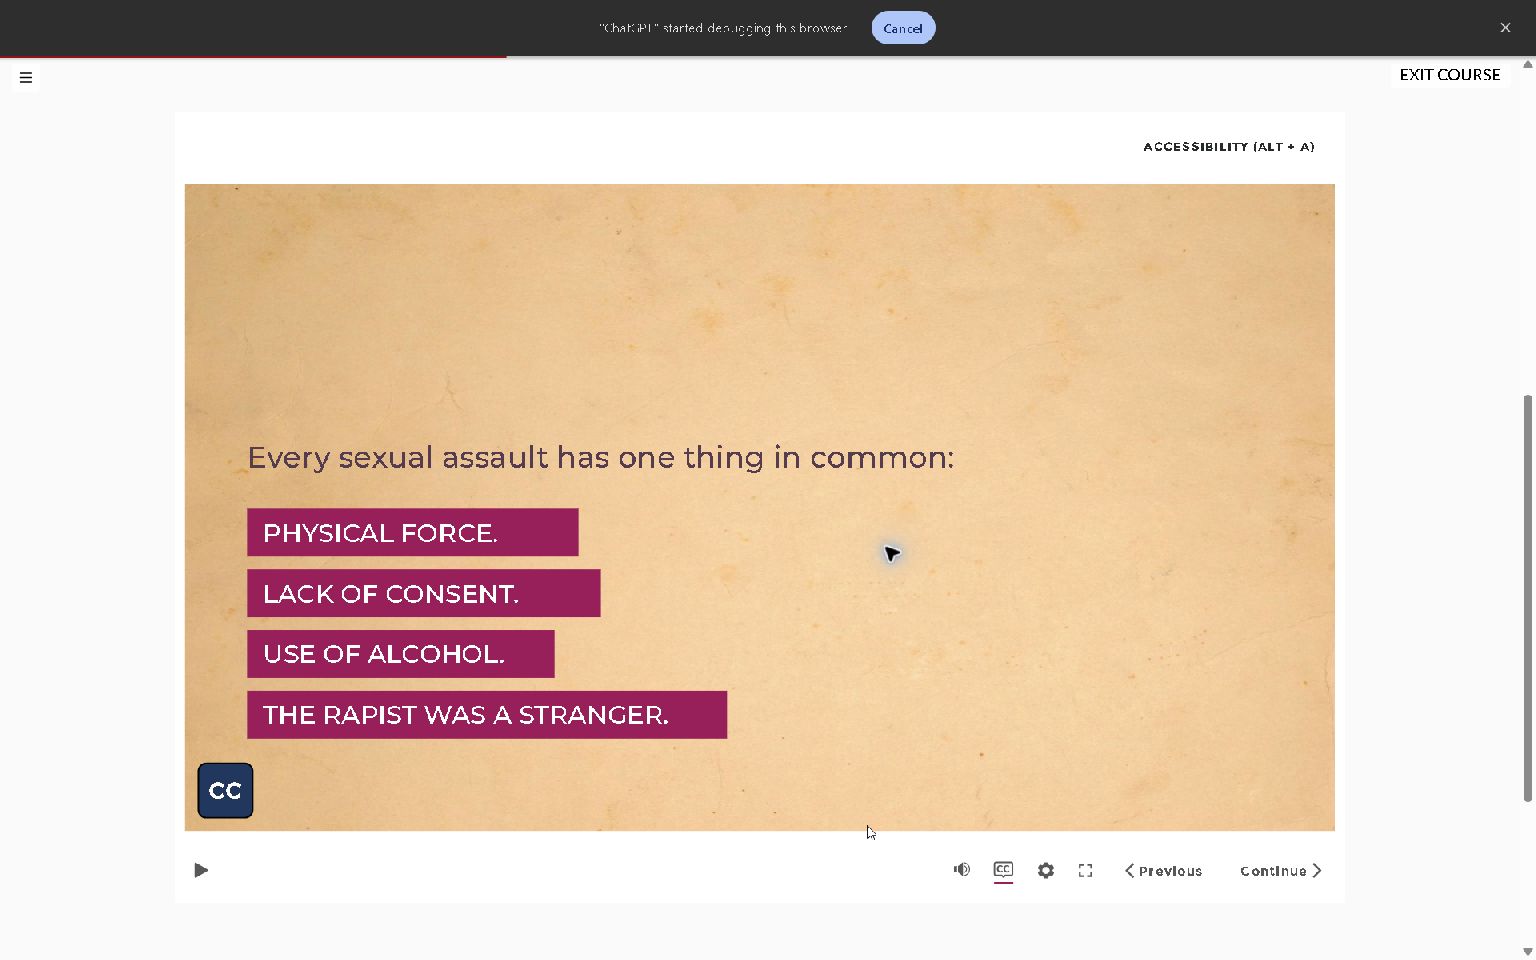 "ChatGPT" started debugging this browser
Cancel
EXIT COURSE
ACCESSIBILITY (ALT + A)
Every sexual assault has one thing in common:
PHYSICAL FORCE.
LACK OF CONSENT.
USE OF ALCOHOL.
THE RAPIST WAS A STRANGER.
CC
CC
Previous
Continue